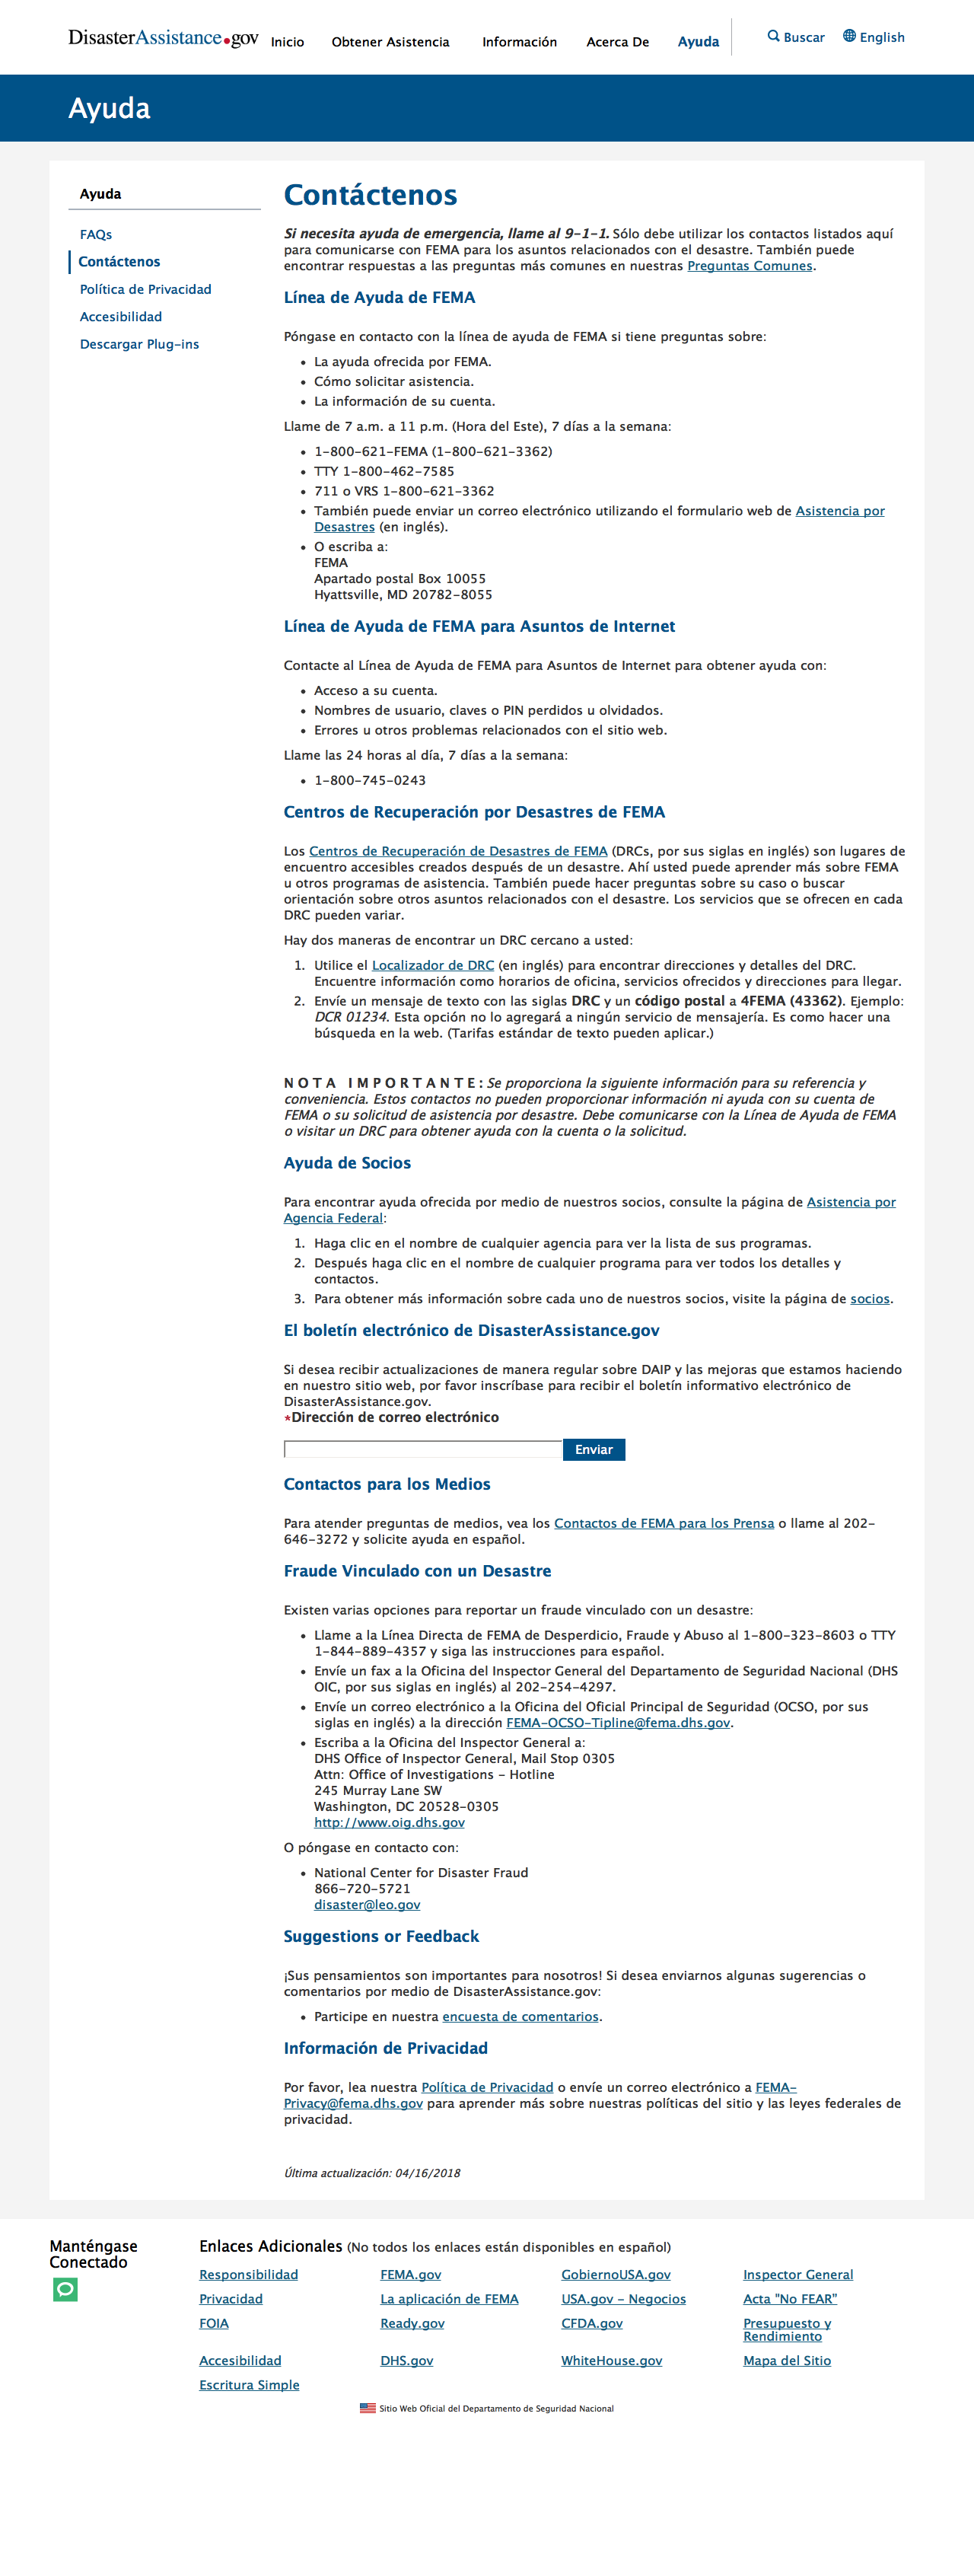 DisasterAssistance.gov
Inicio
Obtener Asistencia
Información
Acerca De
Ayuda
Buscar
English
Ayuda
Ayuda
FAQs
Contáctenos
Política de Privacidad
Accesibilidad
Descargar Plug-ins
Contáctenos
Si necesita ayuda de emergencia, llame al 9-1-1. Sólo debe utilizar los contactos listados aquí
para comunicarse con FEMA para los asuntos relacionados con el desastre. También puede
encontrar respuestas a las preguntas más comunes en nuestras Preguntas Comunes.
Línea de Ayuda de FEMA
Póngase en contacto con la línea de ayuda de FEMA si tiene preguntas sobre:
• La ayuda ofrecida por FEMA.
• Cómo solicitar asistencia.
• La información de su cuenta.
Llame de 7 a.m. a 11 p.m. (Hora del Este), 7 días a la semana:
• 1-800-621-FEMA (1-800-621-3362)
• TTY 1-800-462-7585
• 711 o VRS 1-800-621-3362
• También puede enviar un correo electrónico utilizando el formulario web de Asistencia por
Desastres (en inglés).
• O escriba a:
FEMA
Apartado postal Box 10055
Hyattsville, MD 20782-8055
Línea de Ayuda de FEMA para Asuntos de Internet
Contacte al Línea de Ayuda de FEMA para Asuntos de Internet para obtener ayuda con:
• Acceso a su cuenta.
• Nombres de usuario, claves o PIN perdidos u olvidados.
• Errores u otros problemas relacionados con el sitio web.
Llame las 24 horas al día, 7 días a la semana:
• 1-800-745-0243
Centros de Recuperación por Desastres de FEMA
Los Centros de Recuperación de Desastres de FEMA (DRCs, por sus siglas en inglés) son lugares de
encuentro accesibles creados después de un desastre. Ahí usted puede aprender más sobre FEMA
u otros programas de asistencia. También puede hacer preguntas sobre su caso o buscar
orientación sobre otros asuntos relacionados con el desastre. Los servicios que se ofrecen en cada
DRC pueden variar.
Hay dos maneras de encontrar un DRC cercano a usted:
1. Utilice el Localizador de DRC (en inglés) para encontrar direcciones y detalles del DRC.
Encuentre información como horarios de oficina, servicios ofrecidos y direcciones para llegar.
2. Envíe un mensaje de texto con las siglas DRC y un código postal a 4FEMA (43362). Ejemplo:
DCR 01234. Esta opción no lo agregará a ningún servicio de mensajería. Es como hacer una
búsqueda en la web. (Tarifas estándar de texto pueden aplicar.)
NOTA IMPORTANTE: Se proporciona la siguiente información para su referencia y
conveniencia. Estos contactos no pueden proporcionar información ni ayuda con su cuenta de
FEMA o su solicitud de asistencia por desastre. Debe comunicarse con la Línea de Ayuda de FEMA
o visitar un DRC para obtener ayuda con la cuenta o la solicitud.
Ayuda de Socios
Para encontrar ayuda ofrecida por medio de nuestros socios, consulte la página de Asistencia por
Agencia Federal:
1. Haga clic en el nombre de cualquier agencia para ver la lista de sus programas.
2. Después haga clic en el nombre de cualquier programa para ver todos los detalles y
contactos.
3. Para obtener más información sobre cada uno de nuestros socios, visite la página de socios.
El boletín electrónico de DisasterAssistance.gov
Si desea recibir actualizaciones de manera regular sobre DAIP y las mejoras que estamos haciendo
en nuestro sitio web, por favor inscríbase para recibir el boletín informativo electrónico de
DisasterAssistance.gov.
*Dirección de correo electrónico
Enviar
Contactos para los Medios
Para atender preguntas de medios, vea los Contactos de FEMA para los Prensa o llame al 202-
646-3272 y solicite ayuda en español.
Fraude Vinculado con un Desastre
Existen varias opciones para reportar un fraude vinculado con un desastre:
• Llame a la Línea Directa de FEMA de Desperdicio, Fraude y Abuso al 1-800-323-8603 o TTY
1-844-889-4357 y siga las instrucciones para español.
• Envíe un fax a la Oficina del Inspector General del Departamento de Seguridad Nacional (DHS
OIC, por sus siglas en inglés) al 202-254-4297.
• Envíe un correo electrónico a la Oficina del Oficial Principal de Seguridad (OCSO, por sus
siglas en inglés) a la dirección FEMA-OCSO-Tipline@fema.dhs.gov.
• Escriba a la Oficina del Inspector General a:
DHS Office of Inspector General, Mail Stop 0305
Attn: Office of Investigations - Hotline
245 Murray Lane SW
Washington, DC 20528-0305
http://www.oig.dhs.gov
O póngase en contacto con:
• National Center for Disaster Fraud
866-720-5721
disaster@leo.gov
Suggestions or Feedback
¡Sus pensamientos son importantes para nosotros! Si desea enviarnos algunas sugerencias o
comentarios por medio de DisasterAssistance.gov:
• Participe en nuestra encuesta de comentarios.
Información de Privacidad
Por favor, lea nuestra Política de Privacidad o envíe un correo electrónico a FEMA-
Privacy@fema.dhs.gov para aprender más sobre nuestras políticas del sitio y las leyes federales de
privacidad.
Última actualización: 04/16/2018
Manténgase
Conectado
Enlaces Adicionales (No todos los enlaces están disponibles en español)
Responsibilidad
FEMA.gov
GobiernoUSA.gov
Inspector General
Privacidad
La aplicación de FEMA
USA.gov - Negocios
Acta "No FEAR"
FOIA
Ready.gov
CFDA.gov
Presupuesto y
Rendimiento
Accesibilidad
DHS.gov
WhiteHouse.gov
Mapa del Sitio
Escritura Simple
Sitio Web Oficial del Departamento de Seguridad Nacional